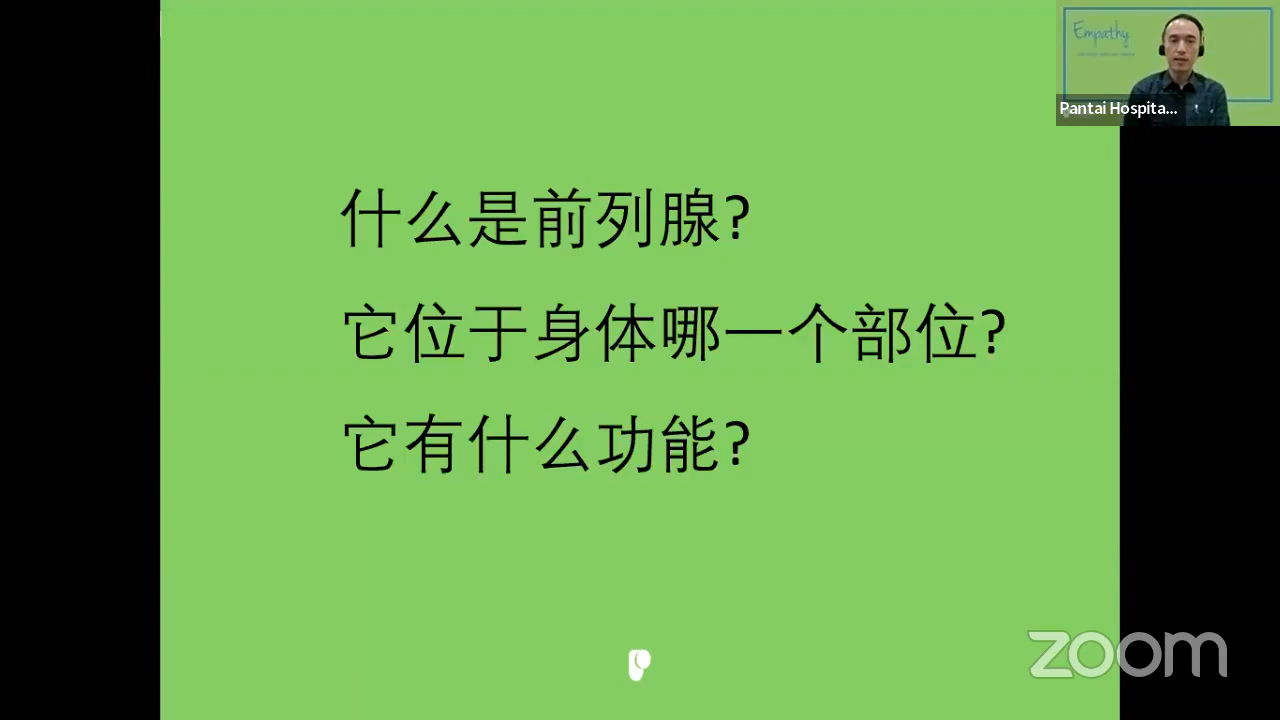 Empathy
Pantai Hospita...
什么是前列腺?
它位于身体哪一个部位?
它有什么功能?
zoom